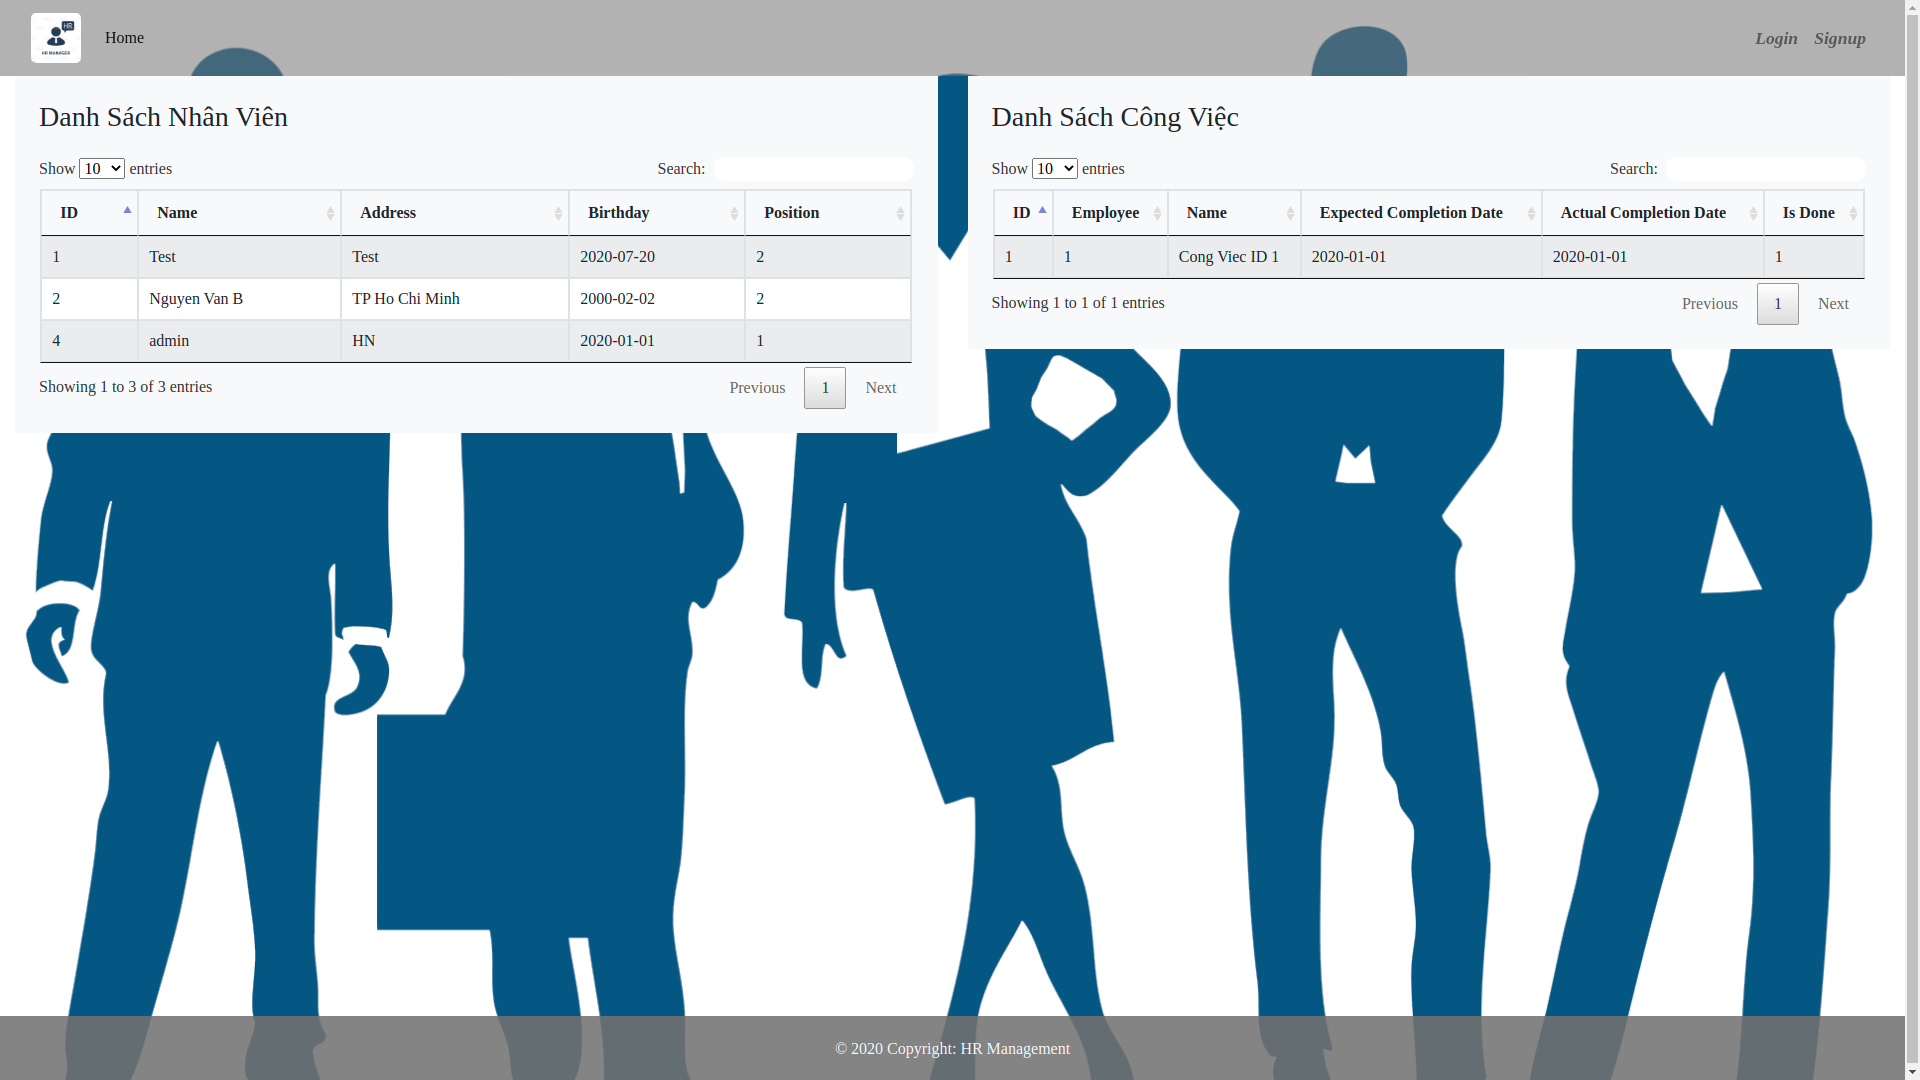 HR
HR MANAGER
Home
Login Signup
Danh Sách Nhân Viên
Show 10 entries
Search:
ID Name Address Birthday Position
1 Test Test 2020-07-20 2
2 Nguyen Van B TP Ho Chi Minh 2000-02-02 2
4 admin HN 2020-01-01 1
Showing 1 to 3 of 3 entries
Previous 1 Next
Danh Sách Công Việc
Show 10 entries
Search:
ID Employee Name Expected Completion Date Actual Completion Date Is Done
1 1 Cong Viec ID 1 2020-01-01 2020-01-01 1
Showing 1 to 1 of 1 entries
Previous 1 Next
© 2020 Copyright: HR Management